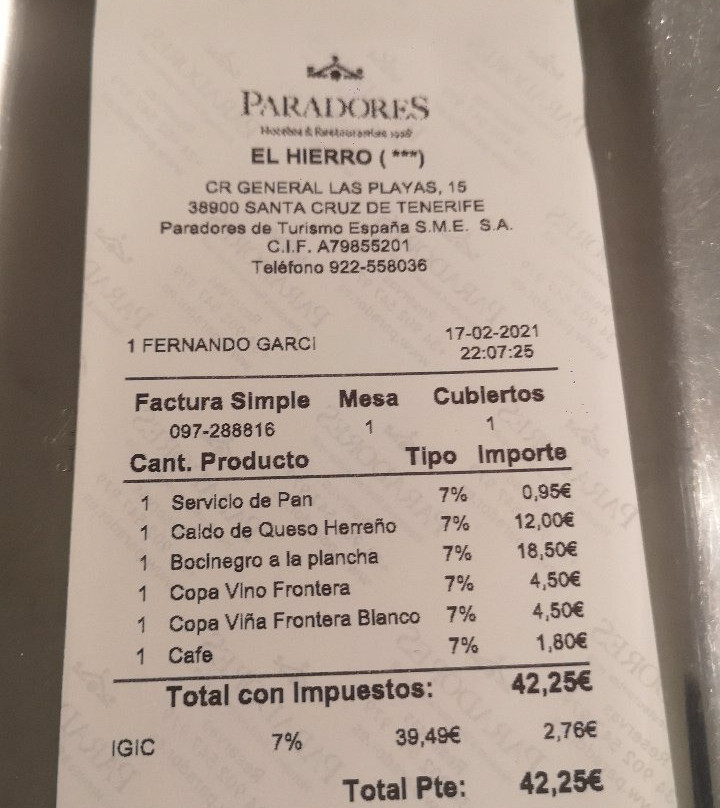 PARADORES
Hoteles & Restaurantes 1928
EL HIERRO ( ***)
CR GENERAL LAS PLAYAS, 15
38900 SANTA CRUZ DE TENERIFE
Paradores de Turismo España S.M.E. S.A.
C.I.F. A79855201
Teléfono 922-558036
1 FERNANDO GARCI 17-02-2021
22:07:25
Factura Simple Mesa Cubiertos
097-288816 1 1
Cant. Producto Tipo Importe
1 Servicio de Pan 7% 0,95€
1 Caldo de Queso Herreño 7% 12,00€
1 Bocinegro a la plancha 7% 18,50€
1 Copa Vino Frontera 7% 4,50€
1 Copa Viña Frontera Blanco 7% 4,50€
1 Cafe 7% 1,80€
Total con Impuestos: 42,25€
IGIC 7% 39,49€ 2,76€
Total Pte: 42,25€